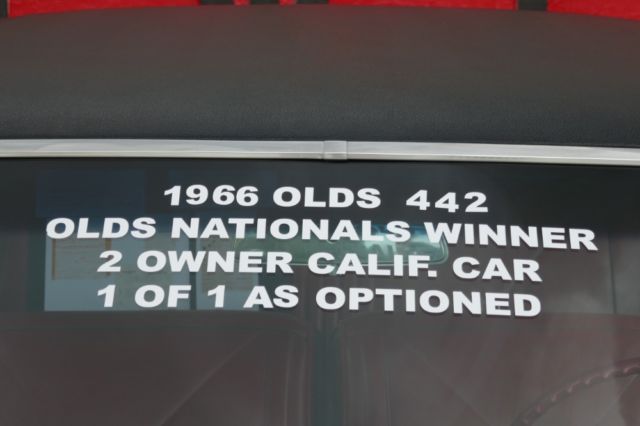 1966 OLDS 442
OLDS NATIONALS WINNER
2 OWNER CALIF. CAR
1 OF 1 AS OPTIONED